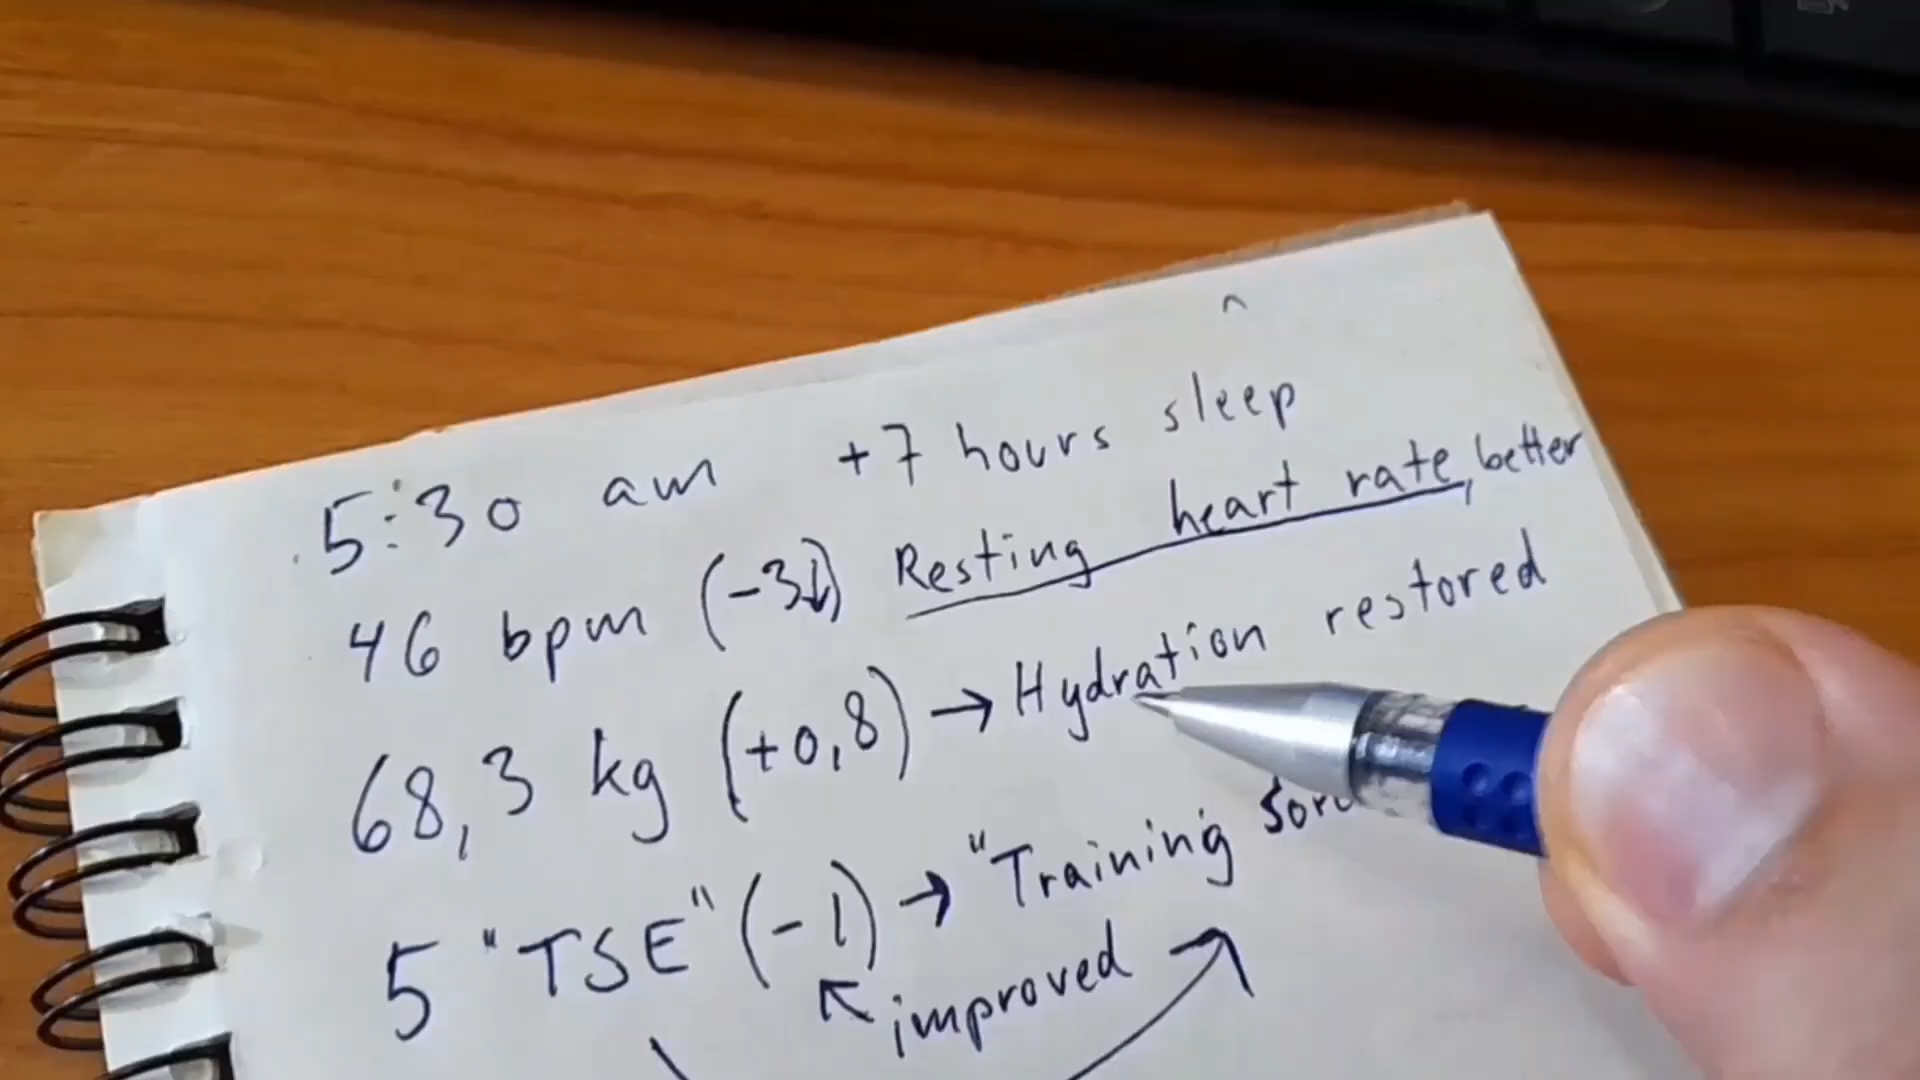 5:30 am +7 hours sleep
46 bpm (-3↓) Resting heart rate, better
68,3 kg (+0,8) → Hydration restored
5 "TSE" (-1) → "Training
improved